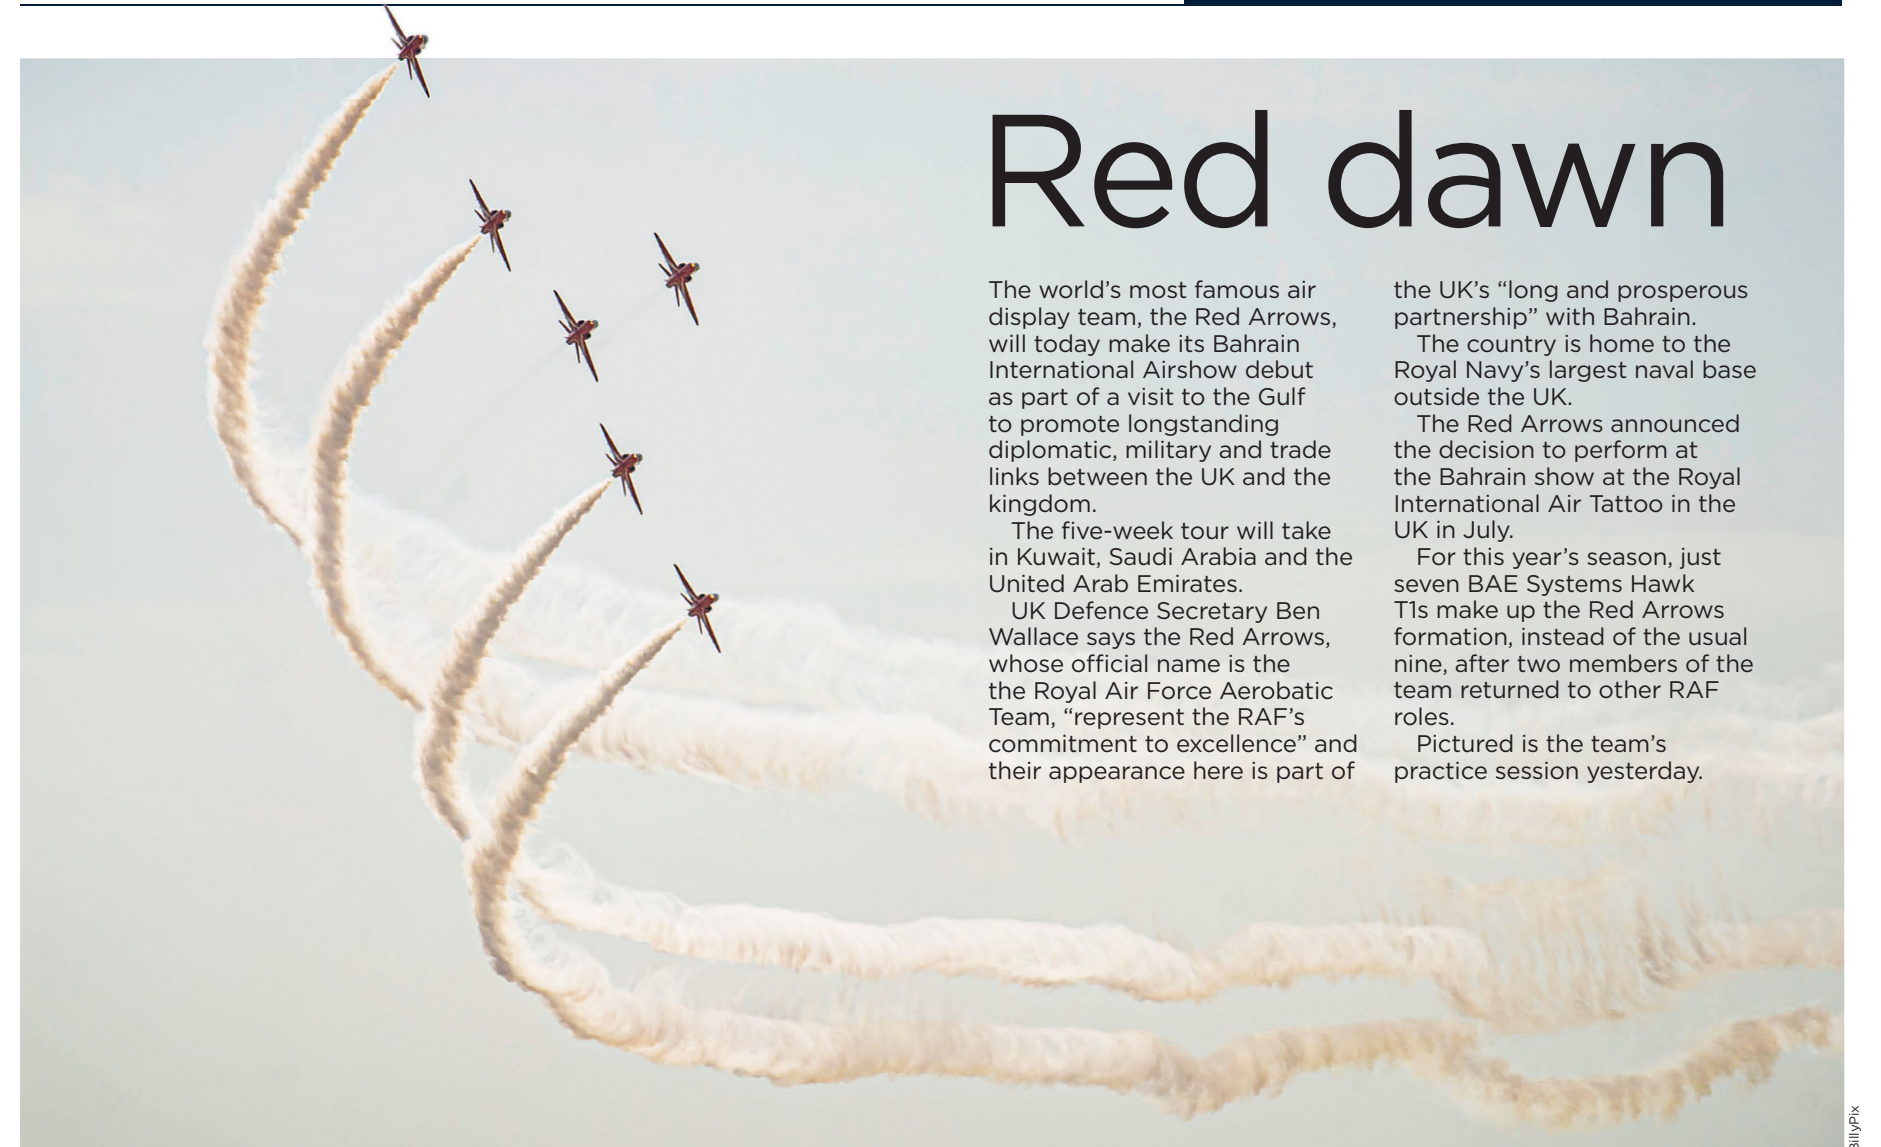 Red dawn
The world’s most famous air
display team, the Red Arrows,
will today make its Bahrain
International Airshow debut
as part of a visit to the Gulf
to promote longstanding
diplomatic, military and trade
links between the UK and the
kingdom.
The five-week tour will take
in Kuwait, Saudi Arabia and the
United Arab Emirates.
UK Defence Secretary Ben
Wallace says the Red Arrows,
whose official name is the
the Royal Air Force Aerobatic
Team, “represent the RAF’s
commitment to excellence” and
their appearance here is part of
the UK’s “long and prosperous
partnership” with Bahrain.
The country is home to the
Royal Navy’s largest naval base
outside the UK.
The Red Arrows announced
the decision to perform at
the Bahrain show at the Royal
International Air Tattoo in the
UK in July.
For this year’s season, just
seven BAE Systems Hawk
T1s make up the Red Arrows
formation, instead of the usual
nine, after two members of the
team returned to other RAF
roles.
Pictured is the team’s
practice session yesterday.
BillyPix